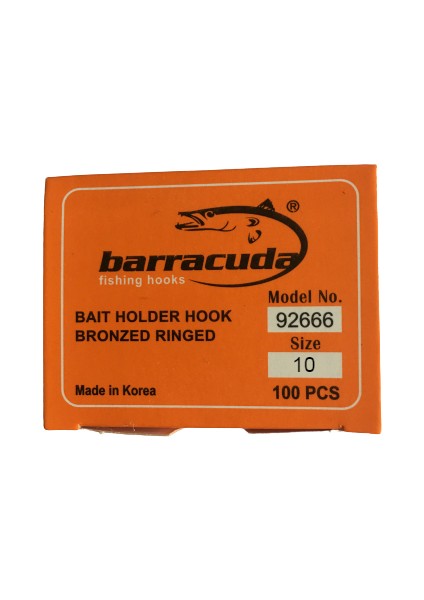 ®
barracuda
fishing hooks
BAIT HOLDER HOOK
BRONZED RINGED
Model No.
92666
Size
10
Made in Korea
100 PCS